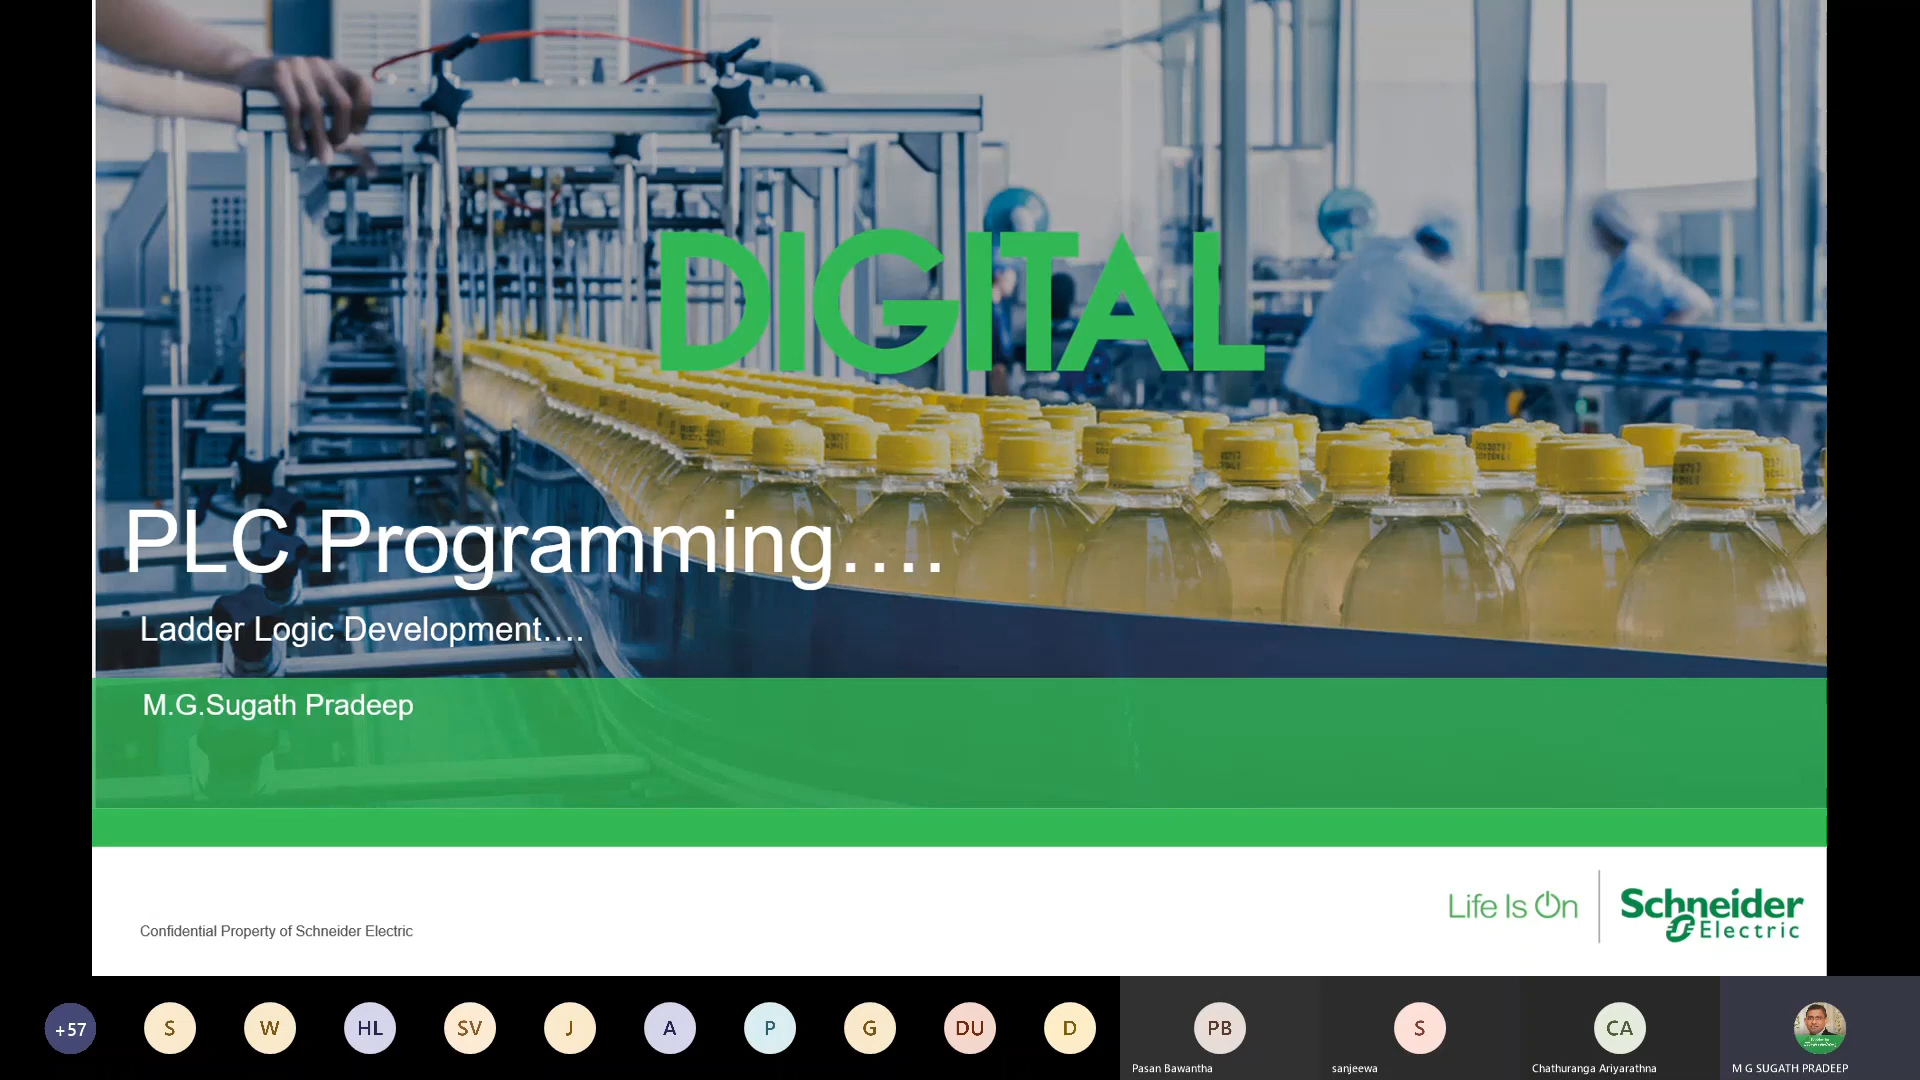 DIGITAL
PLC Programming....
Ladder Logic Development....
M.G.Sugath Pradeep
Life Is On
Schneider
Electric
Confidential Property of Schneider Electric
+57
S
W
HL
SV
J
A
P
G
DU
D
PB
S
CA
Pasan Bawantha
sanjeewa
Chathuranga Ariyarathna
M G SUGATH PRADEEP